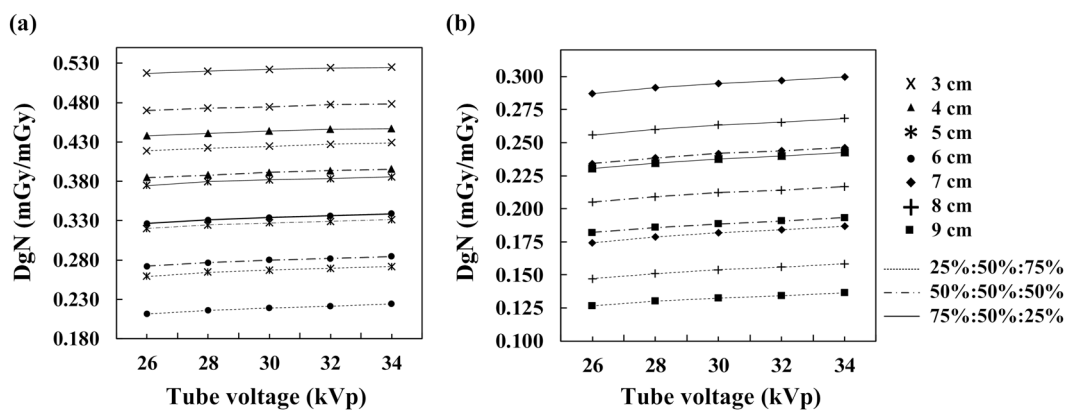 (a)
DgN (mGy/mGy)
0.530
0.480
0.430
0.380
0.330
0.280
0.230
0.180
26 28 30 32 34
Tube voltage (kVp)
(b)
DgN (mGy/mGy)
0.300
0.275
0.250
0.225
0.200
0.175
0.150
0.125
0.100
26 28 30 32 34
Tube voltage (kVp)
3 cm
4 cm
5 cm
6 cm
7 cm
8 cm
9 cm
25%:50%:75%
50%:50%:50%
75%:50%:25%